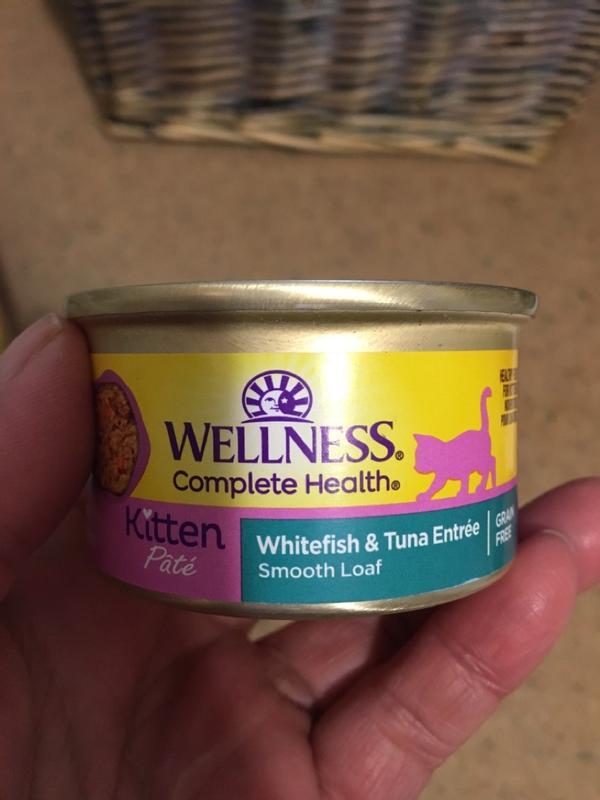 WELLNESS®
Complete Health®
Kitten
Pâté
Whitefish & Tuna Entrée
Smooth Loaf
GRAIN
FREE